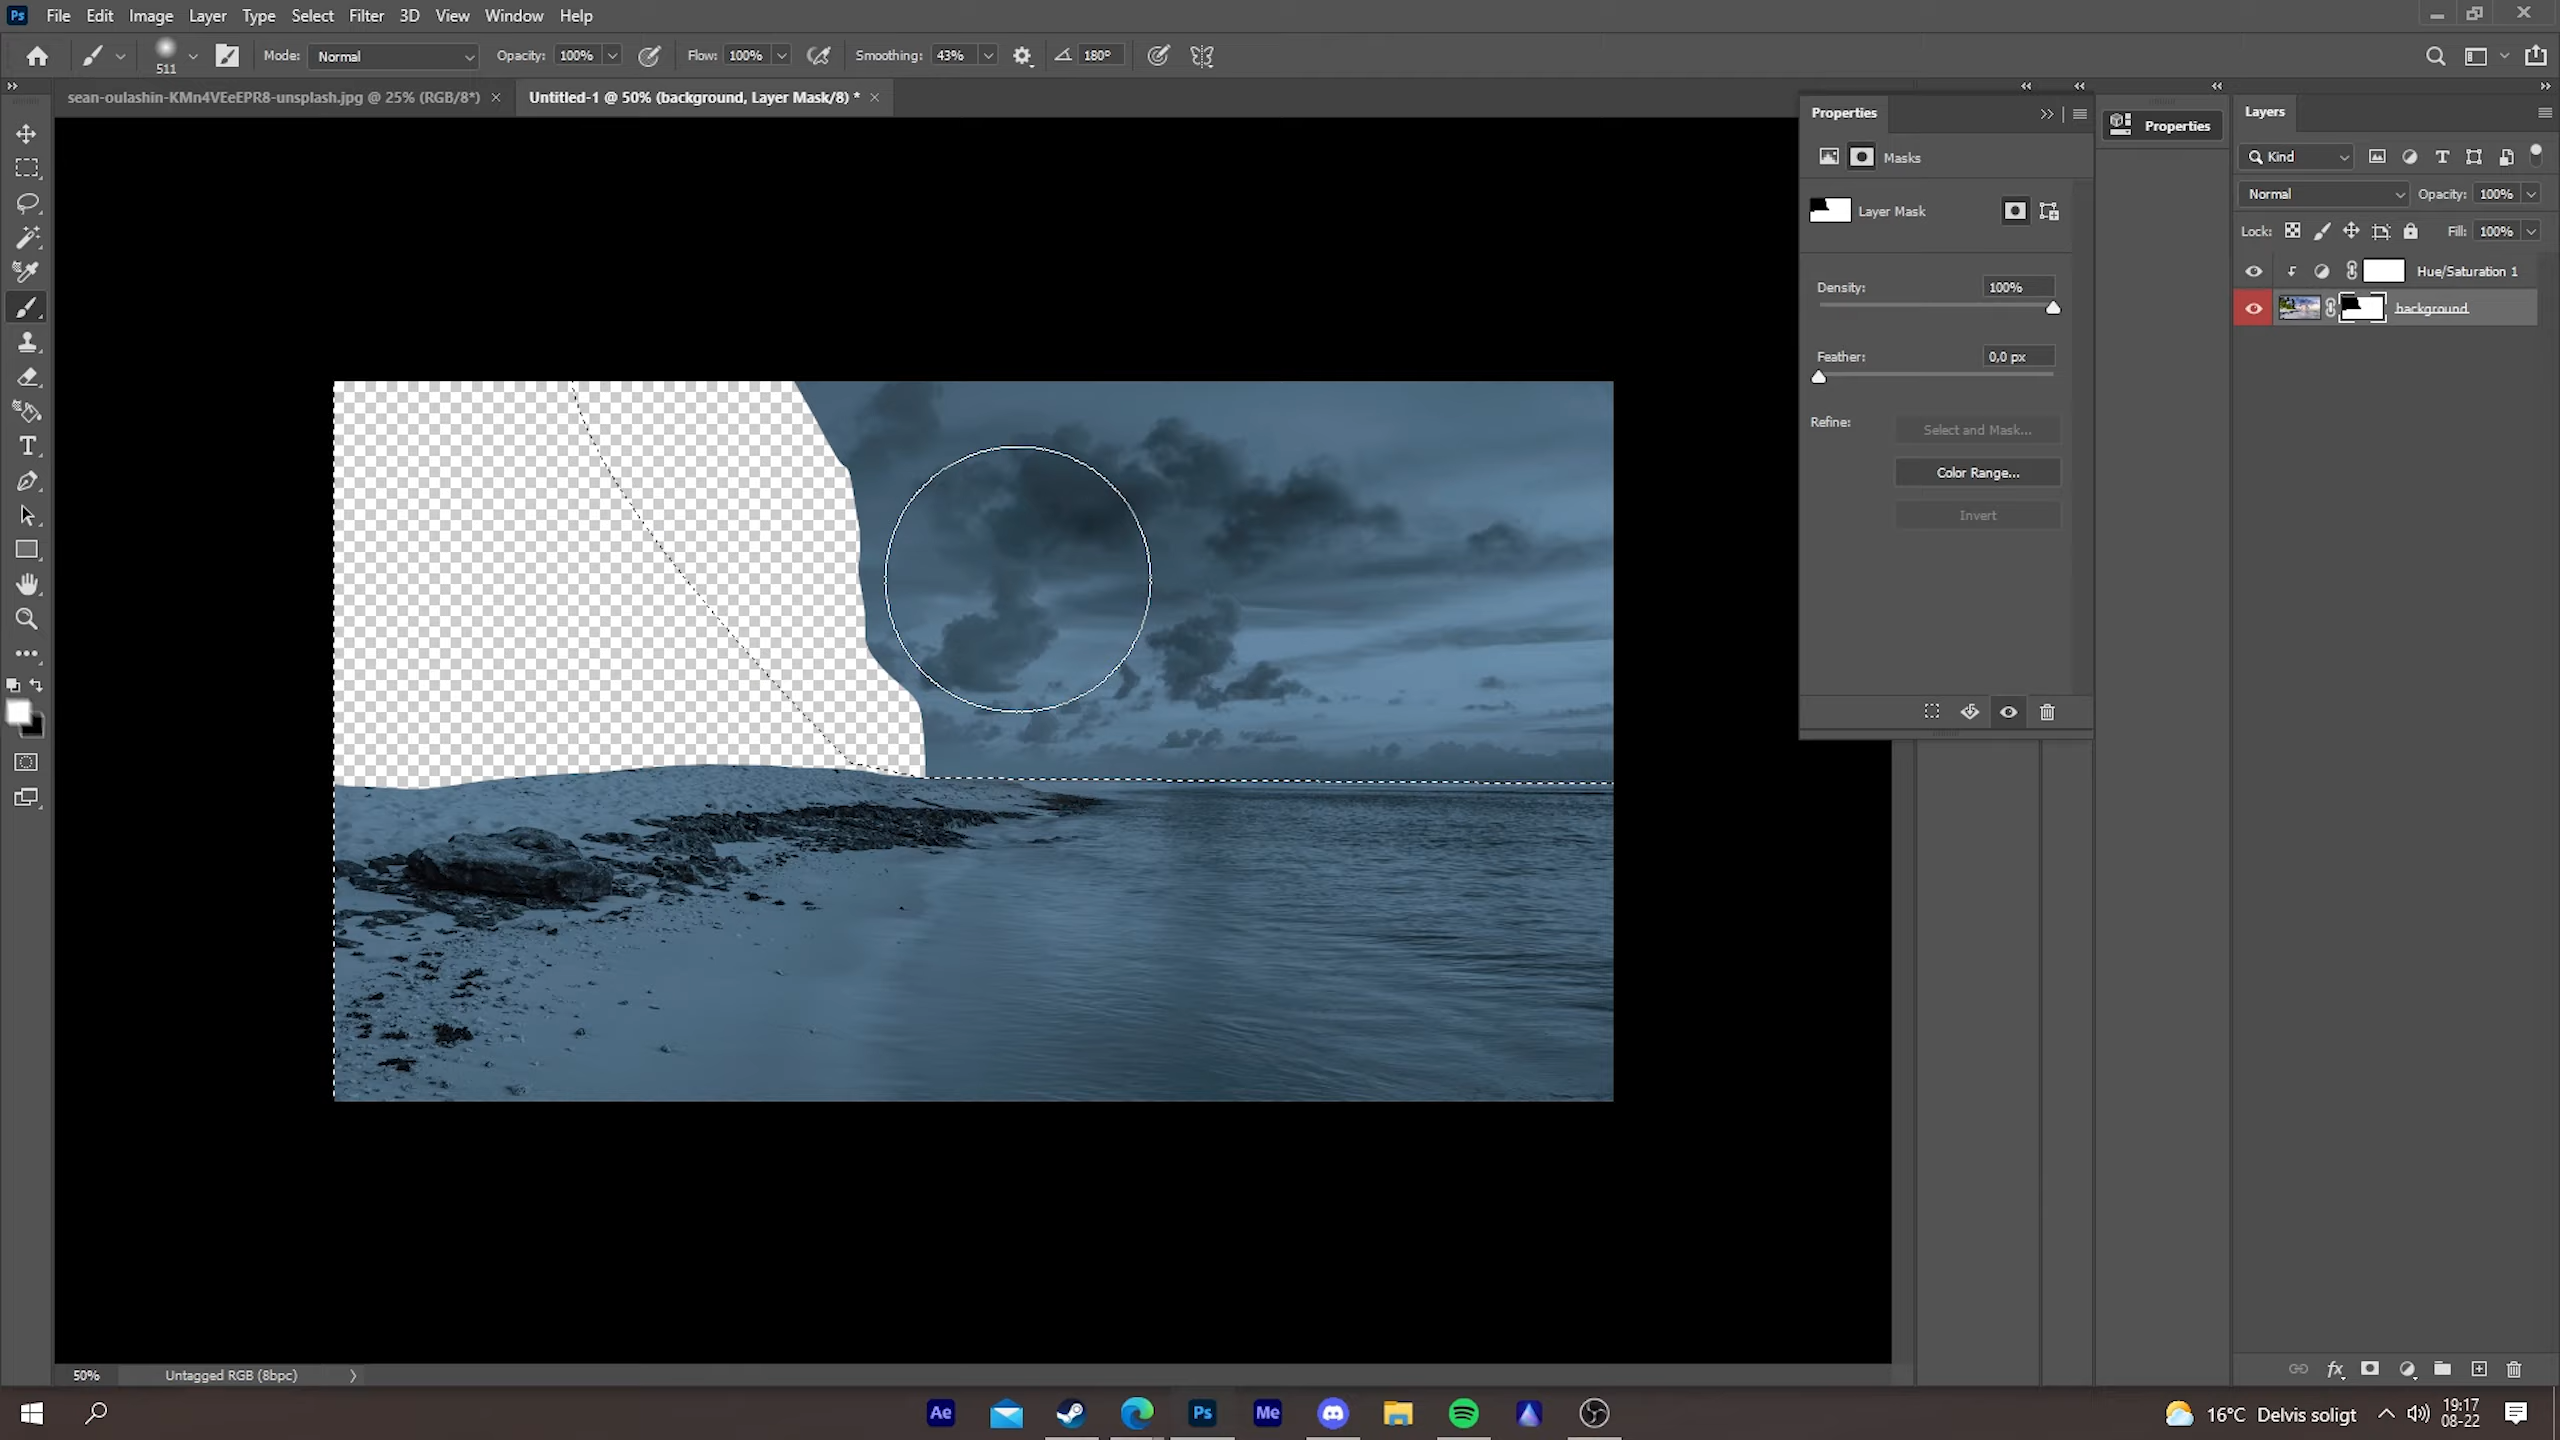 Ps File Edit Image Layer Type Select Filter 3D View Window Help
511 Mode: Normal Opacity: 100% Flow: 100% Smoothing: 43% 180°
sean-oulashin-KMn4VEeEPR8-unsplash.jpg @ 25% (RGB/8*) × Untitled-1 @ 50% (background, Layer Mask/8) * ×
Properties
Masks
Layer Mask
Density: 100%
Feather: 0,0 px
Refine: Select and Mask...
Color Range...
Invert
Properties
Layers
Kind
Normal Opacity: 100%
Lock: Fill: 100%
Hue/Saturation 1
background
50% Untagged RGB (8bpc)
Ae Ps Me 16°C Delvis soligt 19:17
08-22